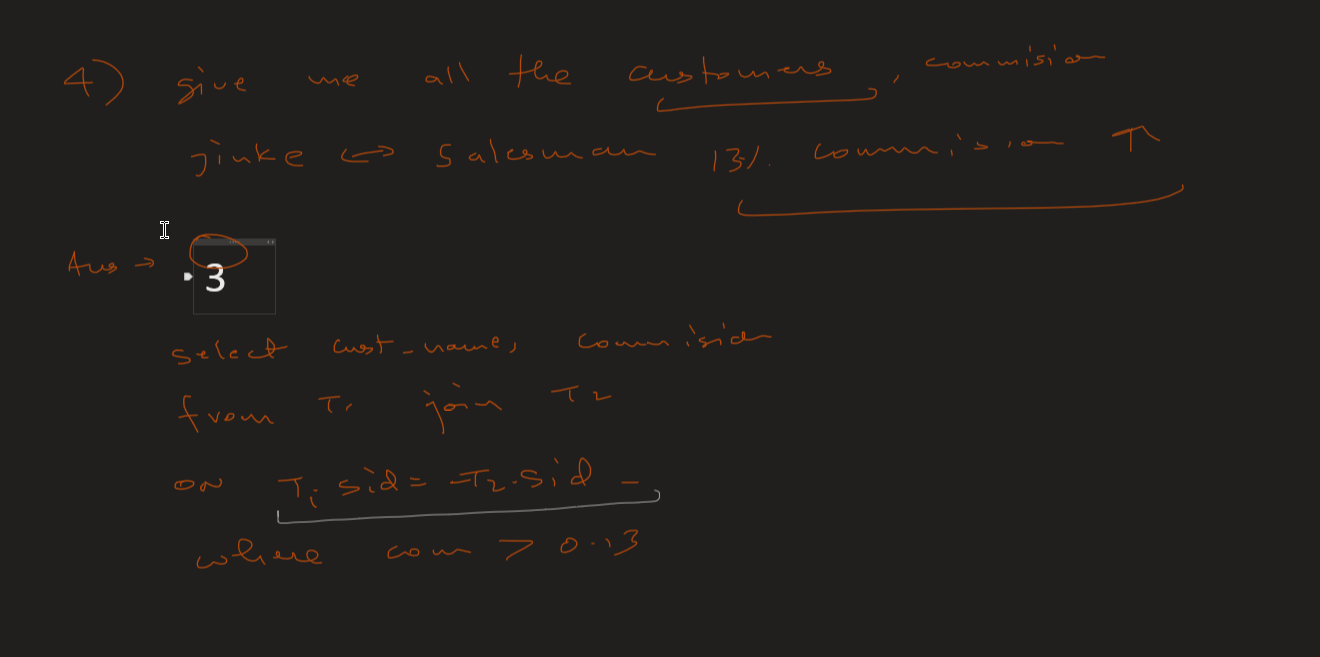 4) give me all the customers, commision
jinke <-> salesman 13% commision ↑
Ans →
3
select cust_name, commision
from T1 join T2
on T1.sid = T2.sid
where com > 0.13